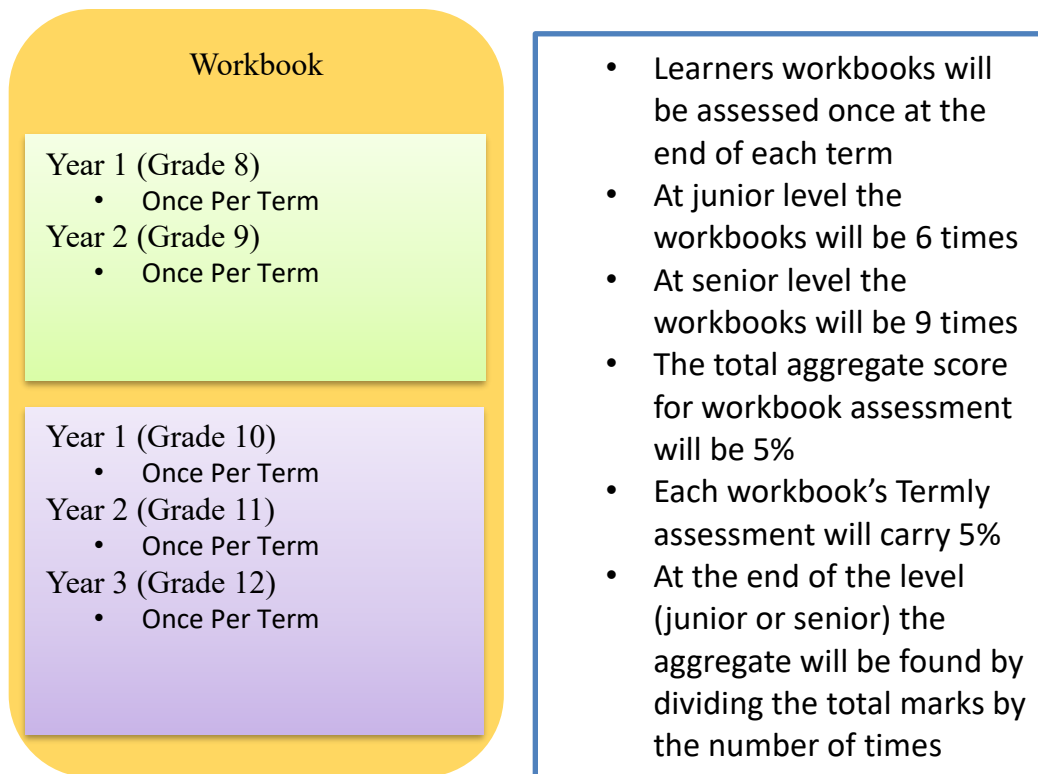 Workbook
Year 1 (Grade 8)
• Once Per Term
Year 2 (Grade 9)
• Once Per Term
Year 1 (Grade 10)
• Once Per Term
Year 2 (Grade 11)
• Once Per Term
Year 3 (Grade 12)
• Once Per Term
• Learners workbooks will
be assessed once at the
end of each term
• At junior level the
workbooks will be 6 times
• At senior level the
workbooks will be 9 times
• The total aggregate score
for workbook assessment
will be 5%
• Each workbook’s Termly
assessment will carry 5%
• At the end of the level
(junior or senior) the
aggregate will be found by
dividing the total marks by
the number of times